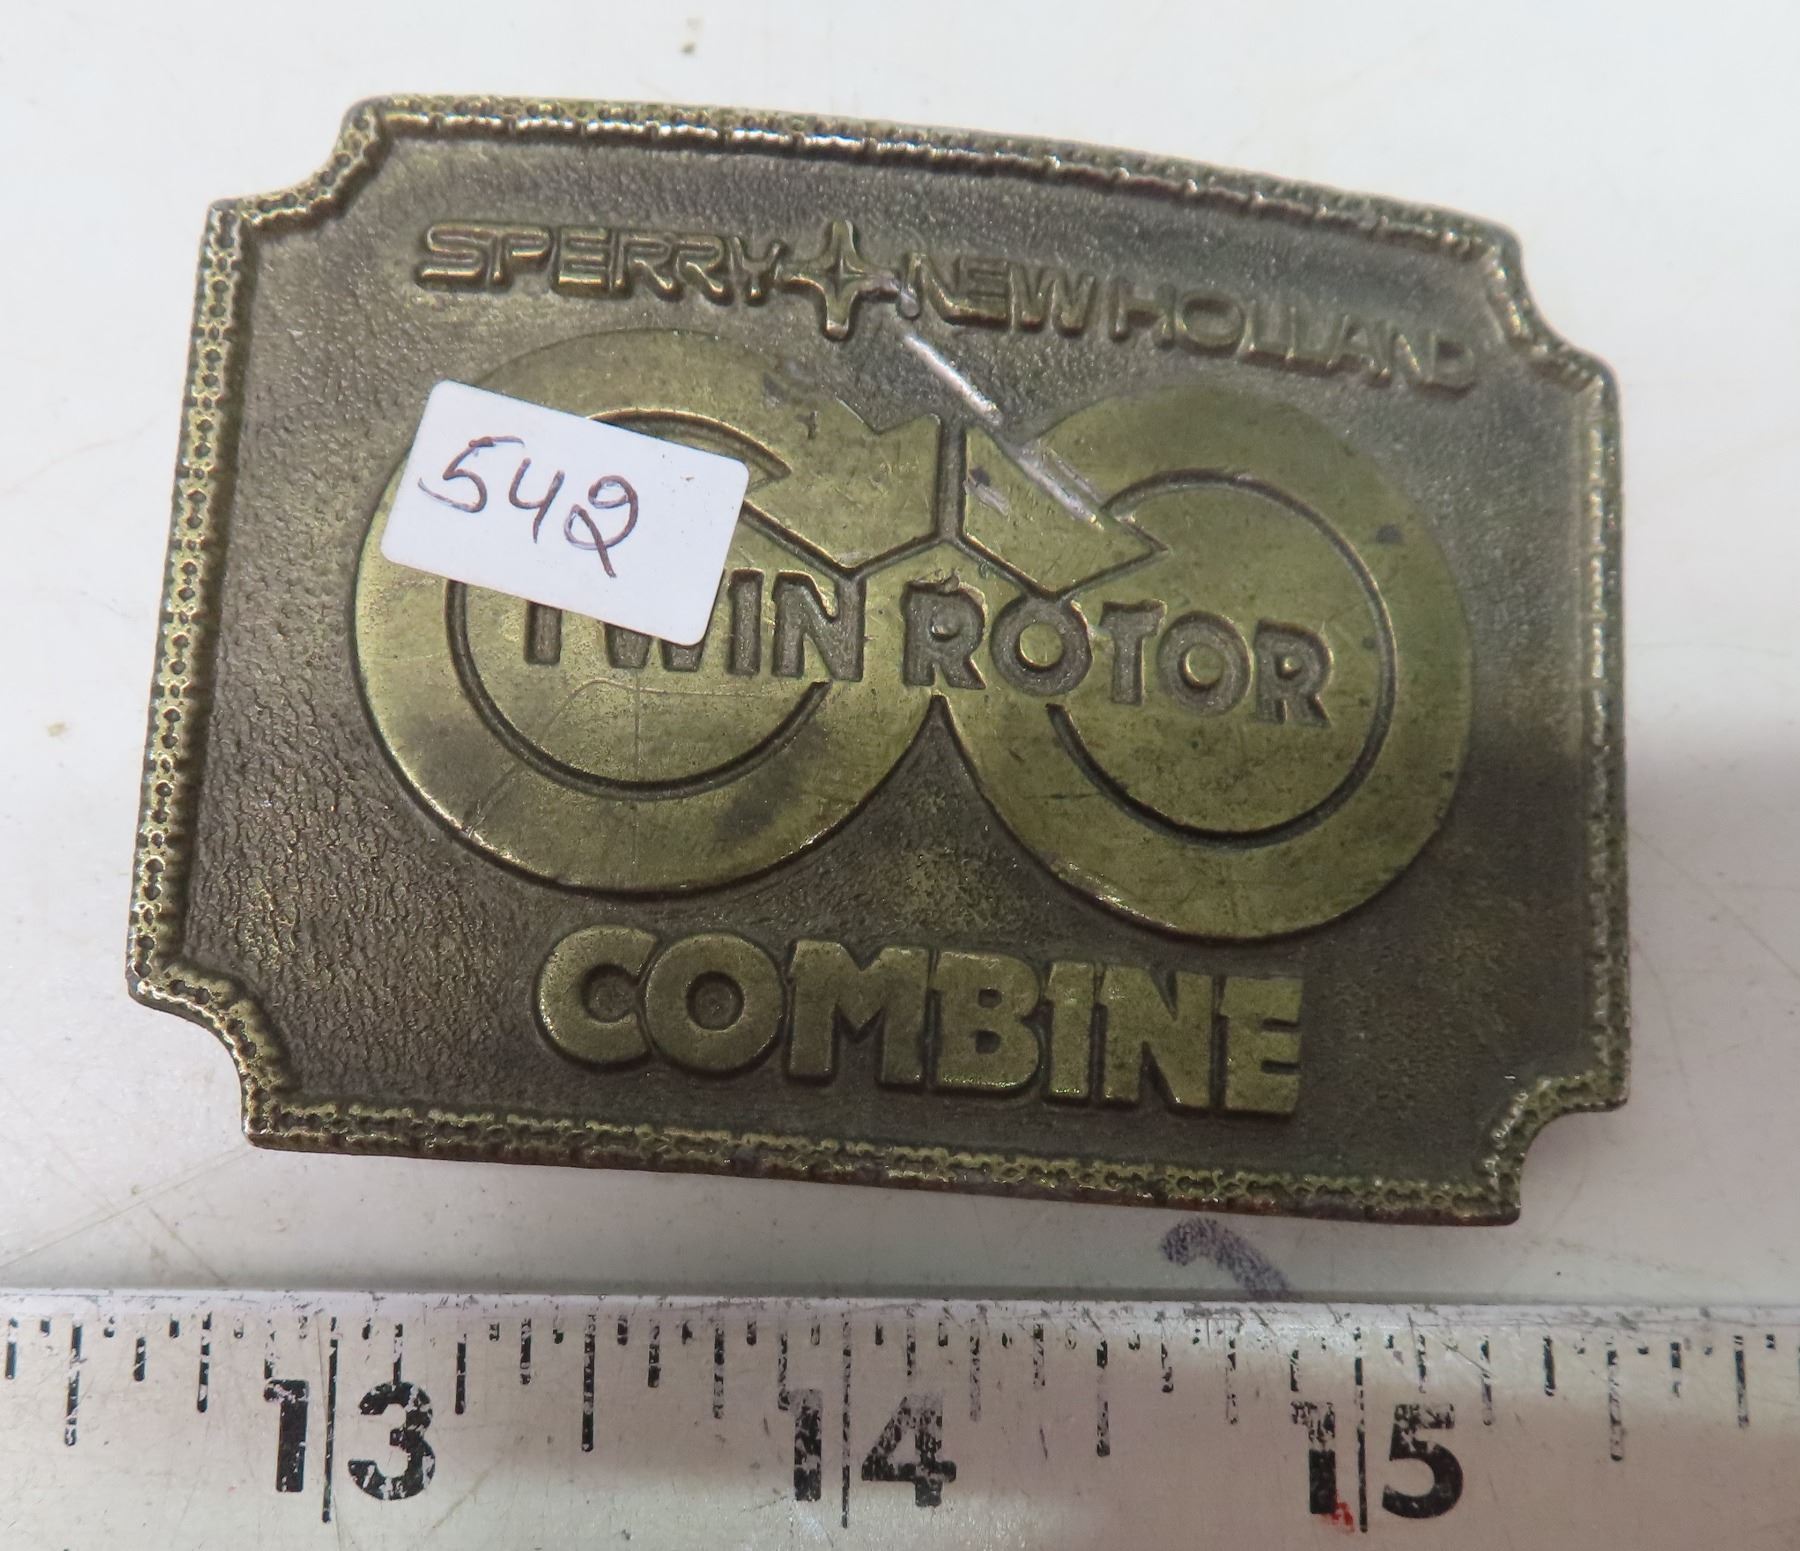 SPERRY NEW HOLLAND
542
TWIN ROTOR
COMBINE
13 14 15